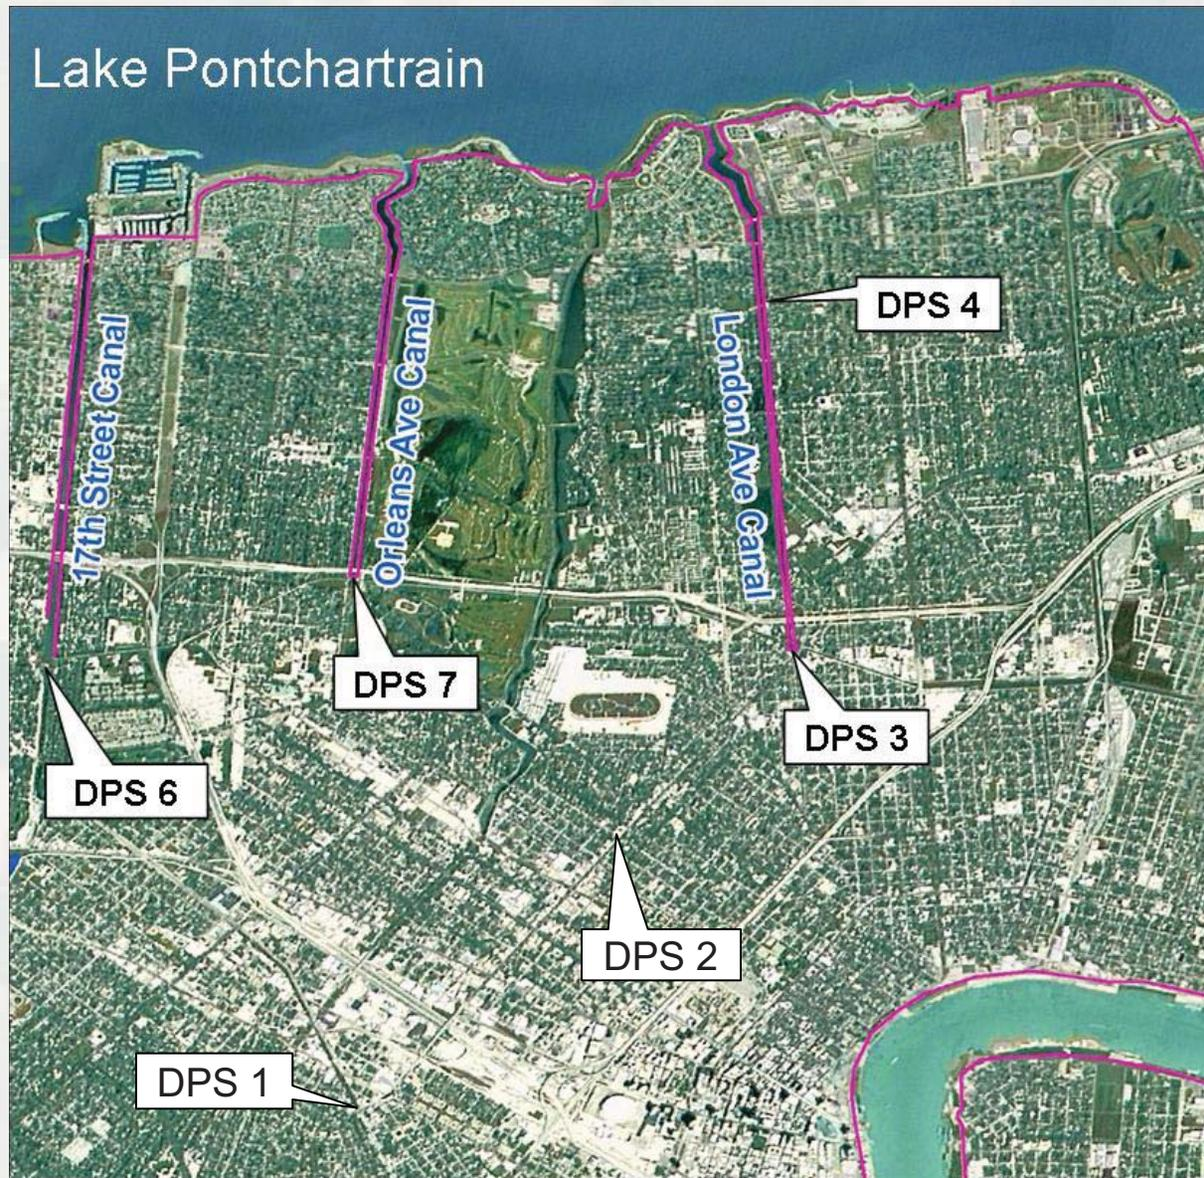 Lake Pontchartrain
DPS 4
17th Street Canal
Orleans Ave Canal
London Ave Canal
DPS 7
DPS 3
DPS 6
DPS 2
DPS 1